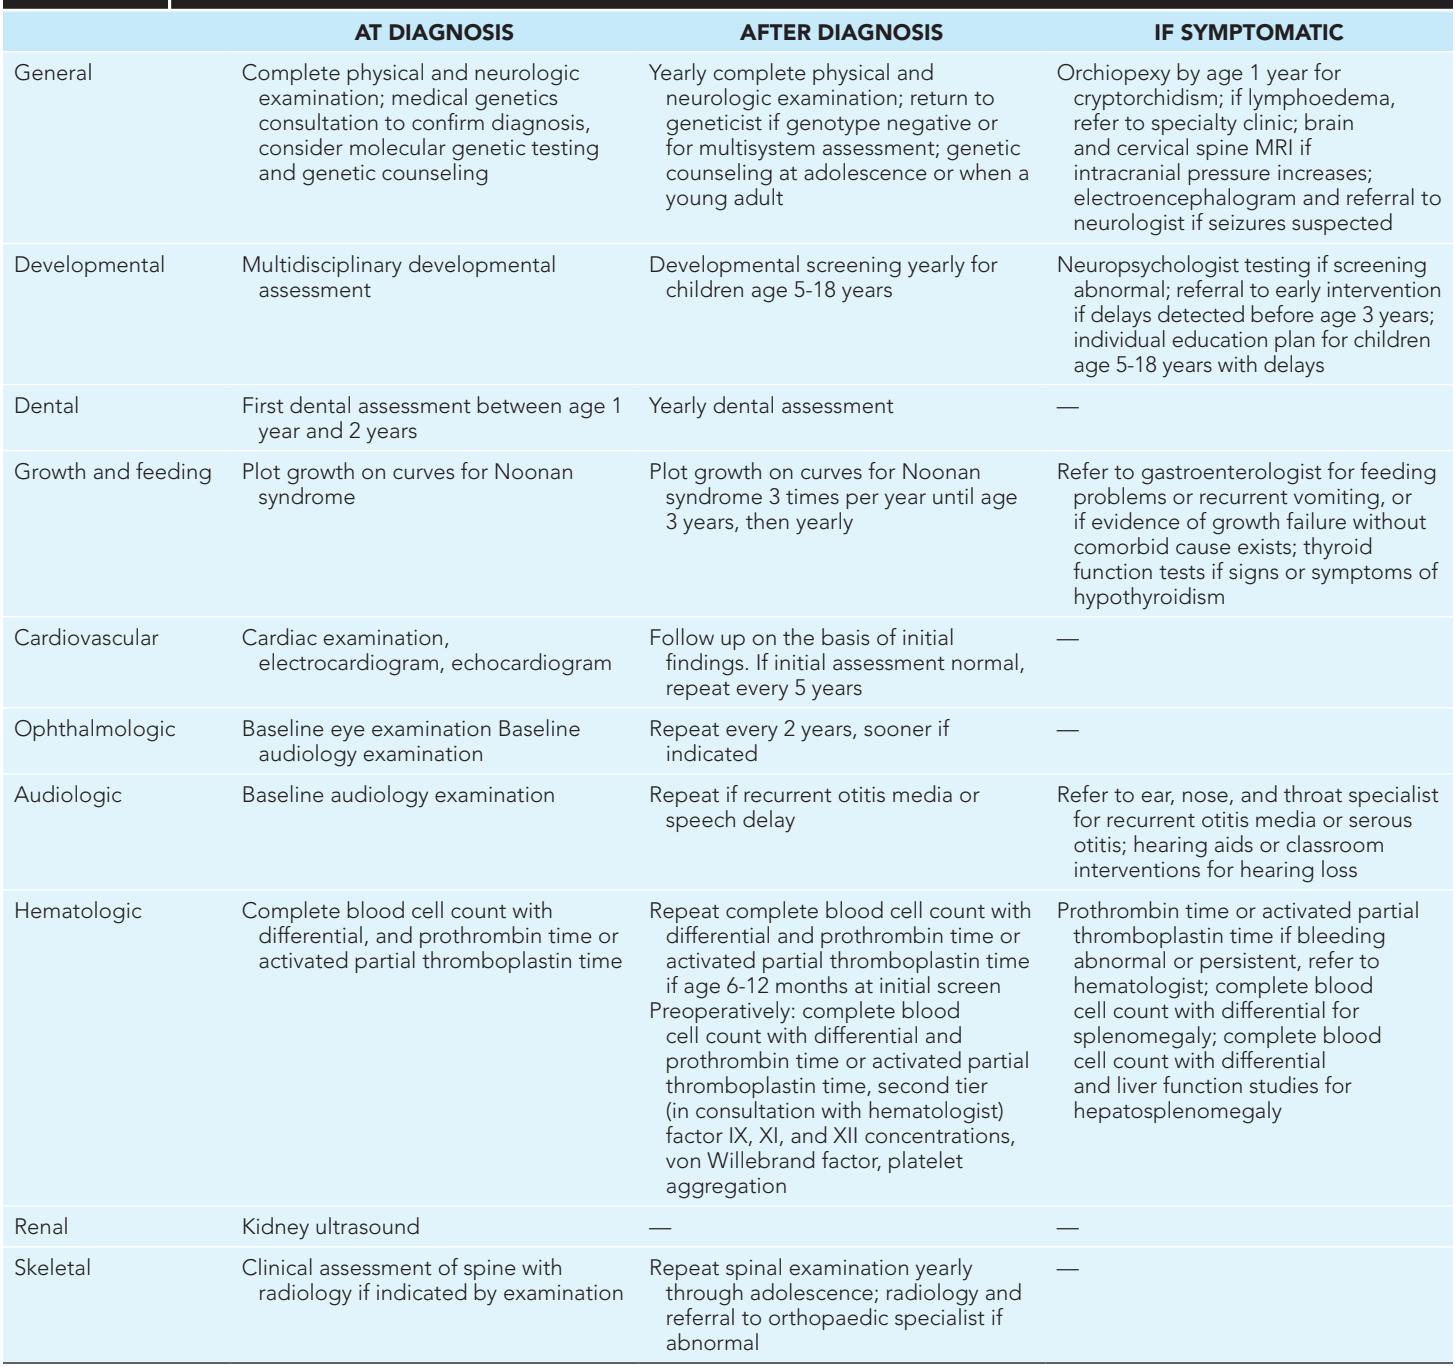 AT DIAGNOSIS AFTER DIAGNOSIS IF SYMPTOMATIC
General
Complete physical and neurologic
examination; medical genetics
consultation to confirm diagnosis,
consider molecular genetic testing
and genetic counseling
Yearly complete physical and
neurologic examination; return to
geneticist if genotype negative or
for multisystem assessment; genetic
counseling at adolescence or when a
young adult
Orchiopexy by age 1 year for
cryptorchidism; if lymphoedema,
refer to specialty clinic; brain
and cervical spine MRI if
intracranial pressure increases;
electroencephalogram and referral to
neurologist if seizures suspected
Developmental
Multidisciplinary developmental
assessment
Developmental screening yearly for
children age 5-18 years
Neuropsychologist testing if screening
abnormal; referral to early intervention
if delays detected before age 3 years;
individual education plan for children
age 5-18 years with delays
Dental
First dental assessment between age 1
year and 2 years
Yearly dental assessment
—
Growth and feeding
Plot growth on curves for Noonan
syndrome
Plot growth on curves for Noonan
syndrome 3 times per year until age
3 years, then yearly
Refer to gastroenterologist for feeding
problems or recurrent vomiting, or
if evidence of growth failure without
comorbid cause exists; thyroid
function tests if signs or symptoms of
hypothyroidism
Cardiovascular
Cardiac examination,
electrocardiogram, echocardiogram
Follow up on the basis of initial
findings. If initial assessment normal,
repeat every 5 years
—
Ophthalmologic
Baseline eye examination Baseline
audiology examination
Repeat every 2 years, sooner if
indicated
—
Audiologic
Baseline audiology examination
Repeat if recurrent otitis media or
speech delay
Refer to ear, nose, and throat specialist
for recurrent otitis media or serous
otitis; hearing aids or classroom
interventions for hearing loss
Hematologic
Complete blood cell count with
differential, and prothrombin time or
activated partial thromboplastin time
Repeat complete blood cell count with
differential and prothrombin time or
activated partial thromboplastin time
if age 6-12 months at initial screen
Preoperatively: complete blood
cell count with differential and
prothrombin time or activated partial
thromboplastin time, second tier
(in consultation with hematologist)
factor IX, XI, and XII concentrations,
von Willebrand factor, platelet
aggregation
Prothrombin time or activated partial
thromboplastin time if bleeding
abnormal or persistent, refer to
hematologist; complete blood
cell count with differential for
splenomegaly; complete blood
cell count with differential
and liver function studies for
hepatosplenomegaly
Renal
Kidney ultrasound
—
—
Skeletal
Clinical assessment of spine with
radiology if indicated by examination
Repeat spinal examination yearly
through adolescence; radiology and
referral to orthopaedic specialist if
abnormal
—